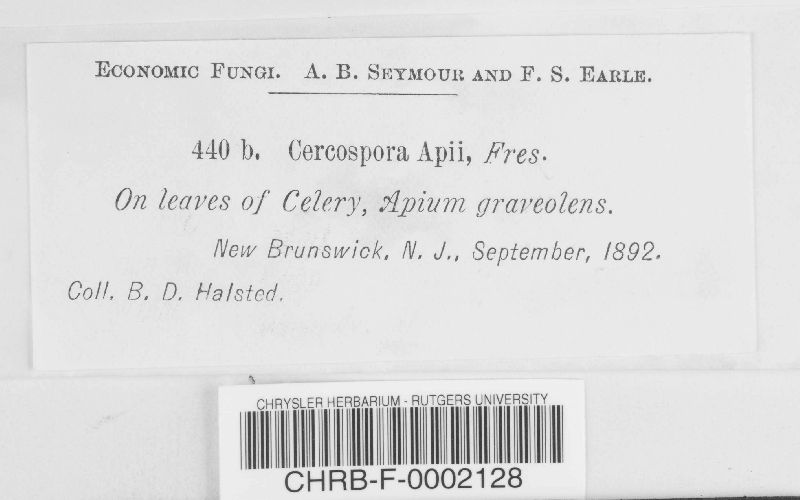 Economic Fungi. A. B. Seymour and F. S. Earle.
440 b. Cercospora Apii, Fres.
On leaves of Celery, Apium graveolens.
New Brunswick, N. J., September, 1892.
Coll. B. D. Halsted.
CHRYSLER HERBARIUM - RUTGERS UNIVERSITY
CHRB-F-0002128